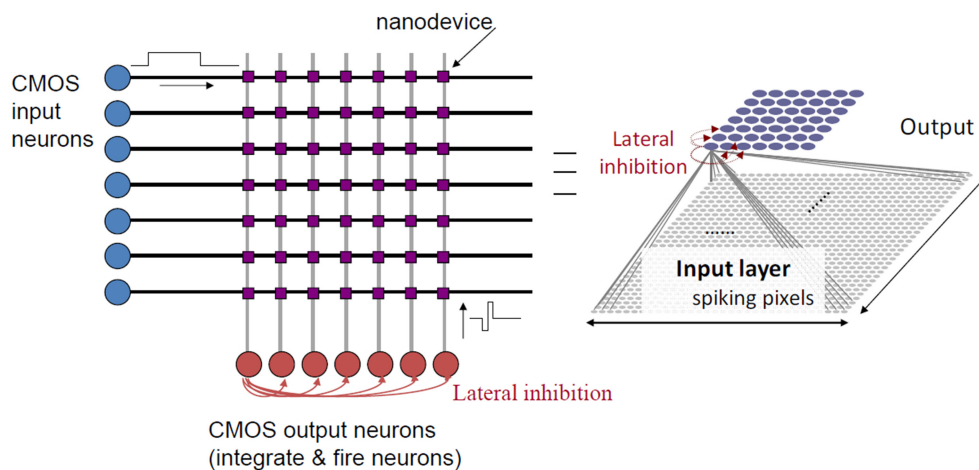 nanodevice
CMOS
input
neurons
Lateral inhibition
CMOS output neurons
(integrate & fire neurons)
Lateral
inhibition
Output
Input layer
spiking pixels